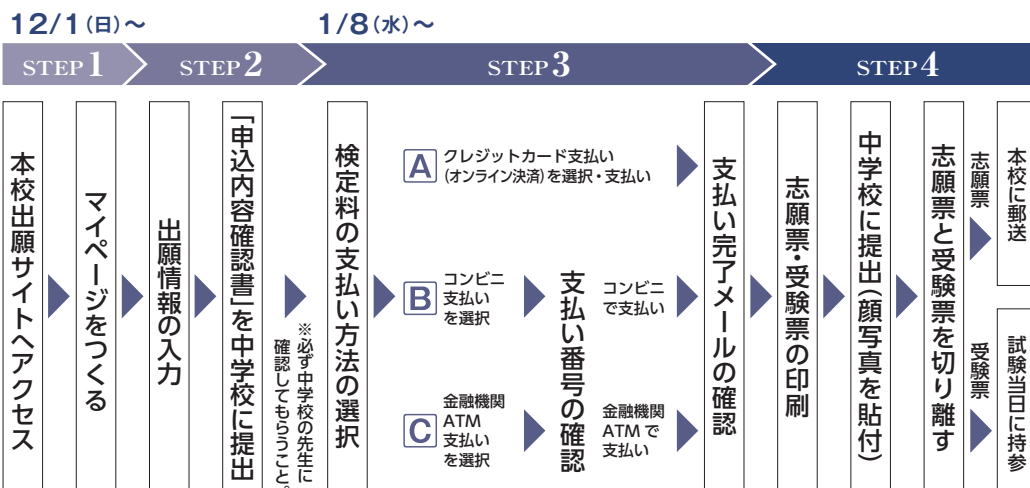 12/1(日)～
1/8(水)～
STEP1
STEP2
STEP3
STEP4
本校出願サイトへアクセス
マイページをつくる
出願情報の入力
「申込内容確認書」を中学校に提出
※必ず中学校の先生に
確認してもらうこと。
検定料の支払い方法の選択
A
クレジットカード支払い
(オンライン決済)を選択・支払い
B
コンビニ
支払い
を選択
C
金融機関
ATM
支払い
を選択
支払い番号の確認
コンビニ
で支払い
金融機関
ATMで
支払い
支払い完了メールの確認
志願票・受験票の印刷
中学校に提出(顔写真を貼付)
志願票と受験票を切り離す
志願票
本校に郵送
受験票
試験当日に持参